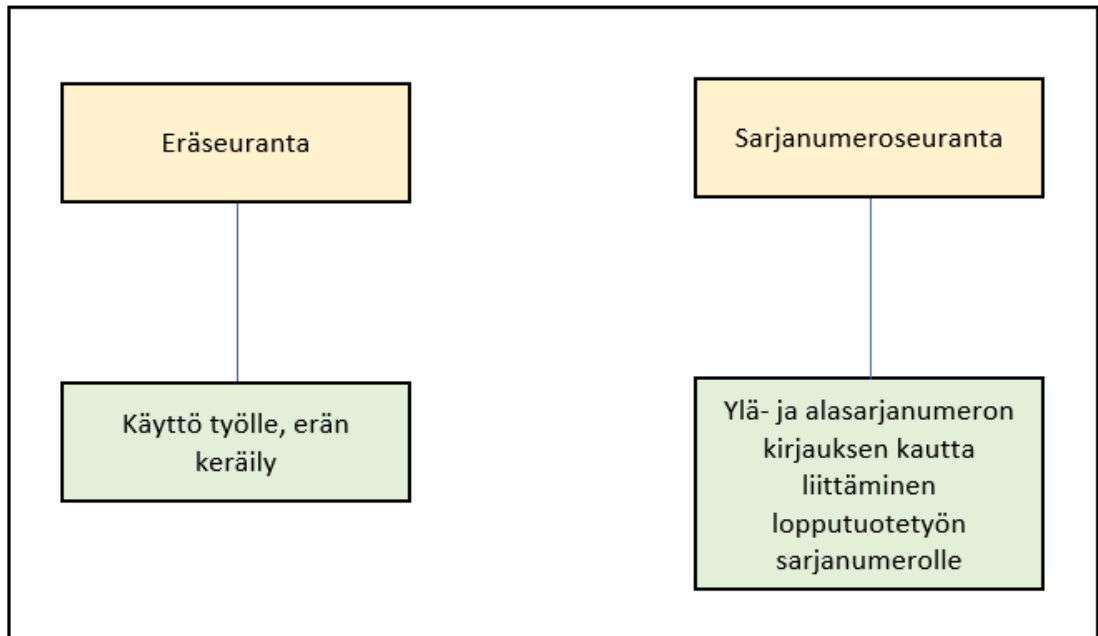 Eräseuranta
Sarjanumeroseuranta
Käyttö työlle, erän
keräily
Ylä- ja alasarjanumeron
kirjauksen kautta
liittäminen
lopputuotetyön
sarjanumerolle